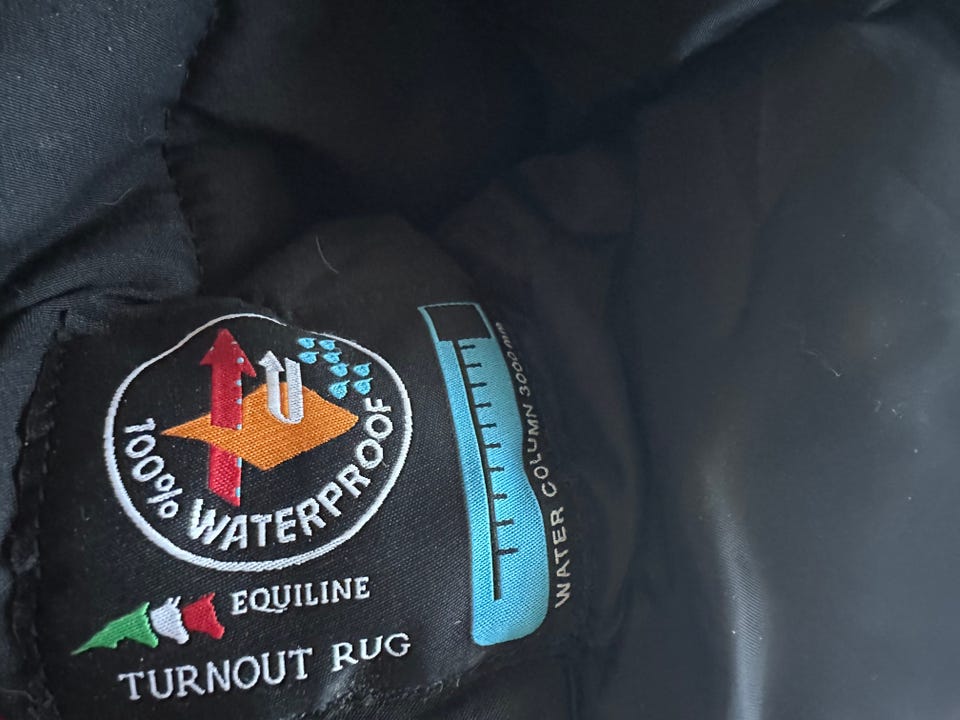 100% WATERPROOF
EQUILINE
TURNOUT RUG
WATER COLUMN 3000 mm